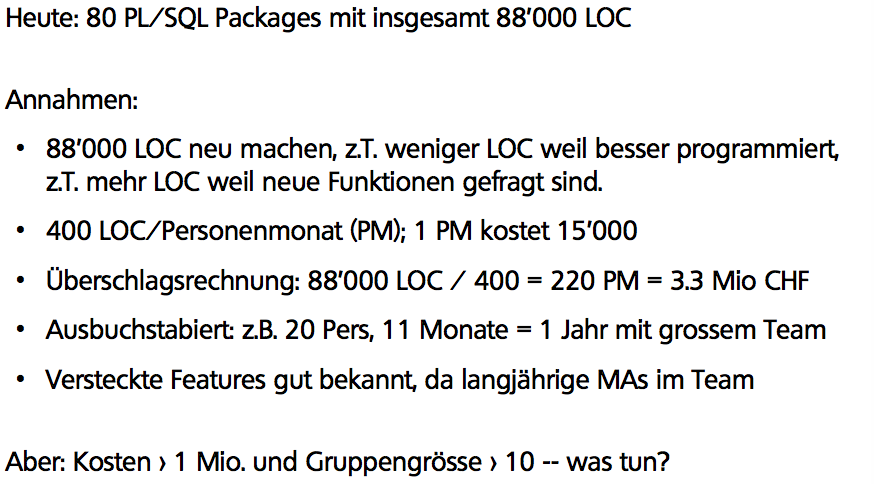 Heute: 80 PL/SQL Packages mit insgesamt 88'000 LOC
Annahmen:
• 88'000 LOC neu machen, z.T. weniger LOC weil besser programmiert,
z.T. mehr LOC weil neue Funktionen gefragt sind.
• 400 LOC/Personenmonat (PM); 1 PM kostet 15'000
• Überschlagsrechnung: 88'000 LOC / 400 = 220 PM = 3.3 Mio CHF
• Ausbuchstabiert: z.B. 20 Pers, 11 Monate = 1 Jahr mit grossem Team
• Versteckte Features gut bekannt, da langjährige MAs im Team
Aber: Kosten › 1 Mio. und Gruppengrösse › 10 -- was tun?